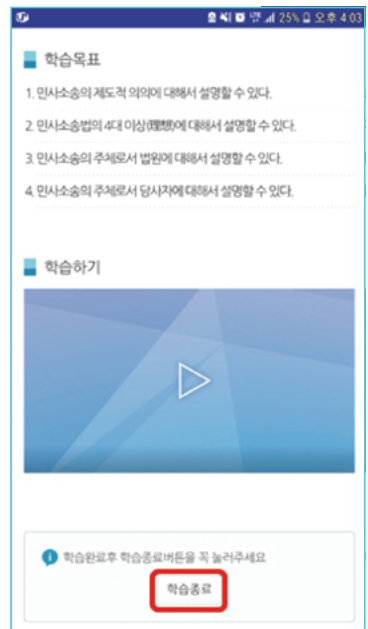 25% 오후 4:03
학습목표
1. 민사소송의 제도적 의의에 대해서 설명할 수 있다.
2. 민사소송법의 4대 이상(理想)에 대해서 설명할 수 있다.
3. 민사소송의 주체로서 법원에 대해서 설명할 수 있다.
4. 민사소송의 주체로서 당사자에 대해서 설명할 수 있다.
학습하기
학습완료후 학습종료버튼을 꼭 눌러주세요
학습종료